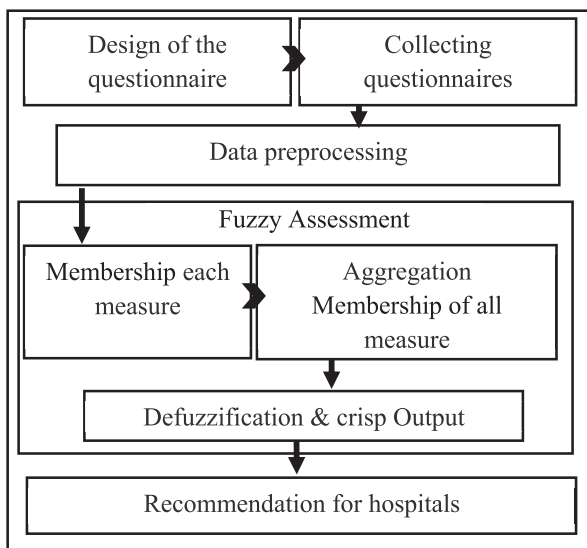 Design of the
questionnaire
Collecting
questionnaires
Data preprocessing
Fuzzy Assessment
Membership each
measure
Aggregation
Membership of all
measure
Defuzzification & crisp Output
Recommendation for hospitals